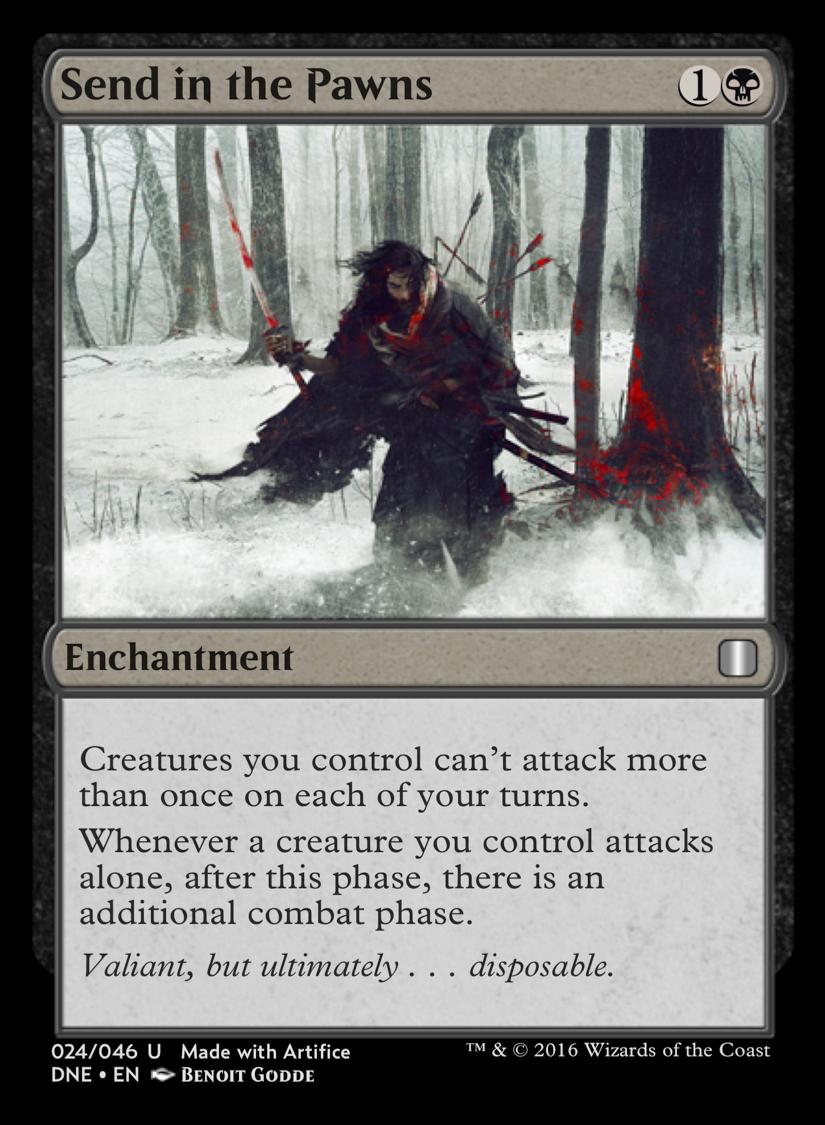 Send in the Pawns 1
Enchantment
Creatures you control can't attack more
than once on each of your turns.
Whenever a creature you control attacks
alone, after this phase, there is an
additional combat phase.
Valiant, but ultimately . . . disposable.
024/046 U Made with Artifice
DNE • EN Benoit Godde
™ & © 2016 Wizards of the Coast